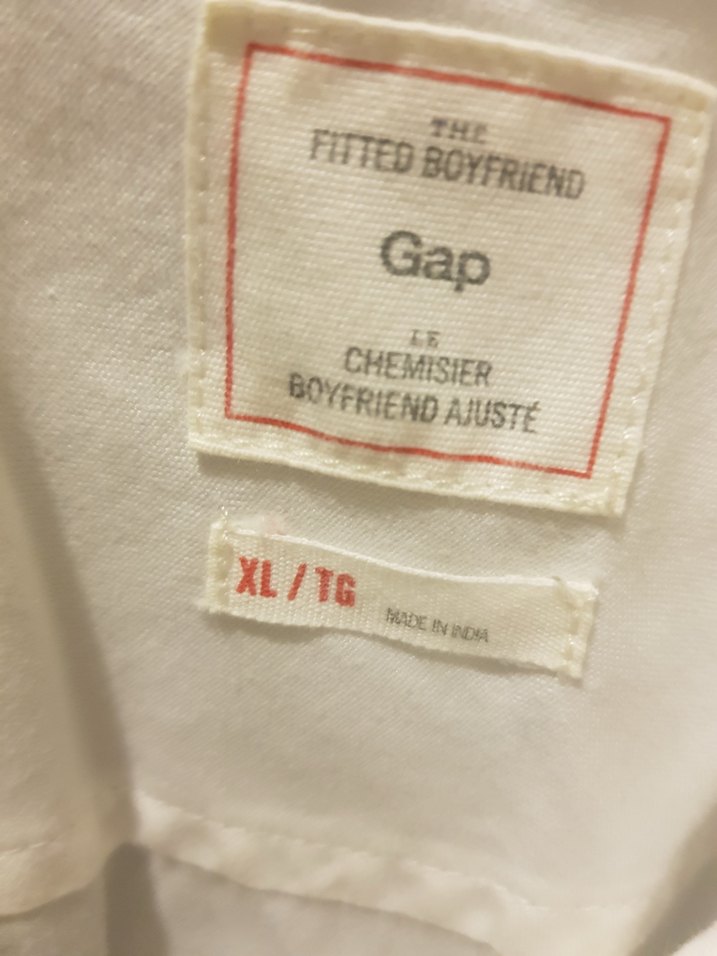 THE
FITTED BOYFRIEND
Gap
LE
CHEMISIER
BOYFRIEND AJUSTÉ
XL / TG
MADE IN INDIA